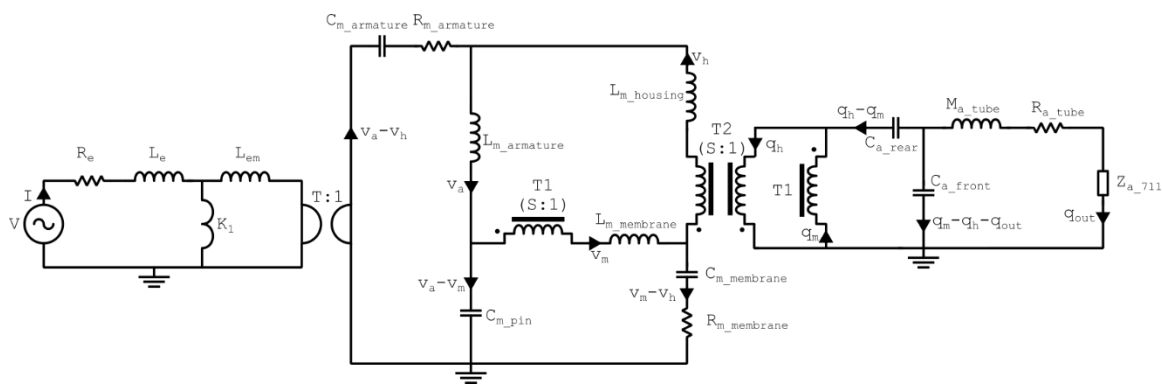 C_m_armature R_m_armature
v_h
L_m_housing
q_h-q_m M_a_tube R_a_tube
v_a-v_h
T2
(S:1)
q_h
C_a_rear
R_e L_e L_em
L_m_armature
T1
C_a_front
Z_a_711
I
T:1
v_a
T1
(S:1)
V
K_1
L_m_membrane
q_m
q_m-q_h-q_out
q_out
v_m
v_a-v_m
C_m_membrane
v_m-v_h
C_m_pin
R_m_membrane